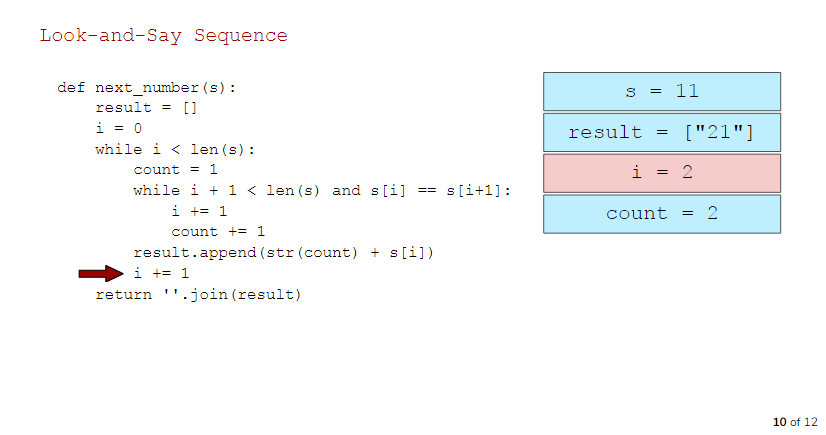 Look-and-Say Sequence
def next_number(s):
    result = []
    i = 0
    while i < len(s):
        count = 1
        while i + 1 < len(s) and s[i] == s[i+1]:
            i += 1
            count += 1
        result.append(str(count) + s[i])
        i += 1
    return ''.join(result)
s = 11
result = ["21"]
i = 2
count = 2
10 of 12